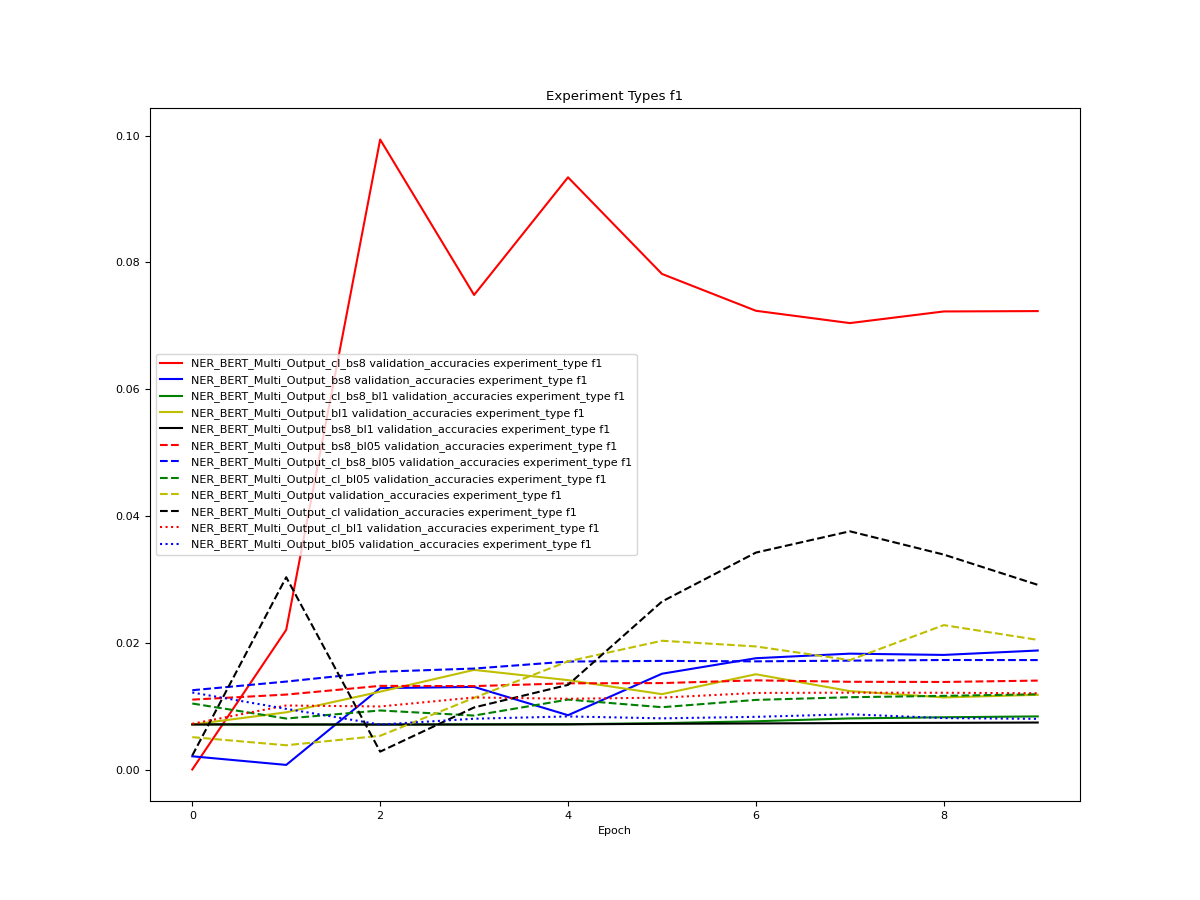 Experiment Types f1
0.10
0.08
0.06
0.04
0.02
0.00
NER_BERT_Multi_Output_cl_bs8 validation_accuracies experiment_type f1
NER_BERT_Multi_Output_bs8 validation_accuracies experiment_type f1
NER_BERT_Multi_Output_cl_bs8_bl1 validation_accuracies experiment_type f1
NER_BERT_Multi_Output_bl1 validation_accuracies experiment_type f1
NER_BERT_Multi_Output_bs8_bl1 validation_accuracies experiment_type f1
NER_BERT_Multi_Output_bs8_bl05 validation_accuracies experiment_type f1
NER_BERT_Multi_Output_cl_bs8_bl05 validation_accuracies experiment_type f1
NER_BERT_Multi_Output_cl_bl05 validation_accuracies experiment_type f1
NER_BERT_Multi_Output validation_accuracies experiment_type f1
NER_BERT_Multi_Output_cl validation_accuracies experiment_type f1
NER_BERT_Multi_Output_cl_bl1 validation_accuracies experiment_type f1
NER_BERT_Multi_Output_bl05 validation_accuracies experiment_type f1
0 2 4 6 8
Epoch